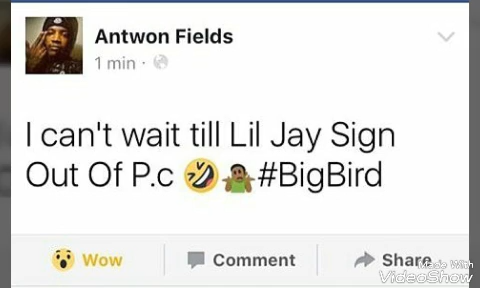 Antwon Fields
1 min ·
I can't wait till Lil Jay Sign
Out Of P.c 🤣🤷🏾‍♂️#BigBird
Wow
Comment
Share
Made With
VideoShow